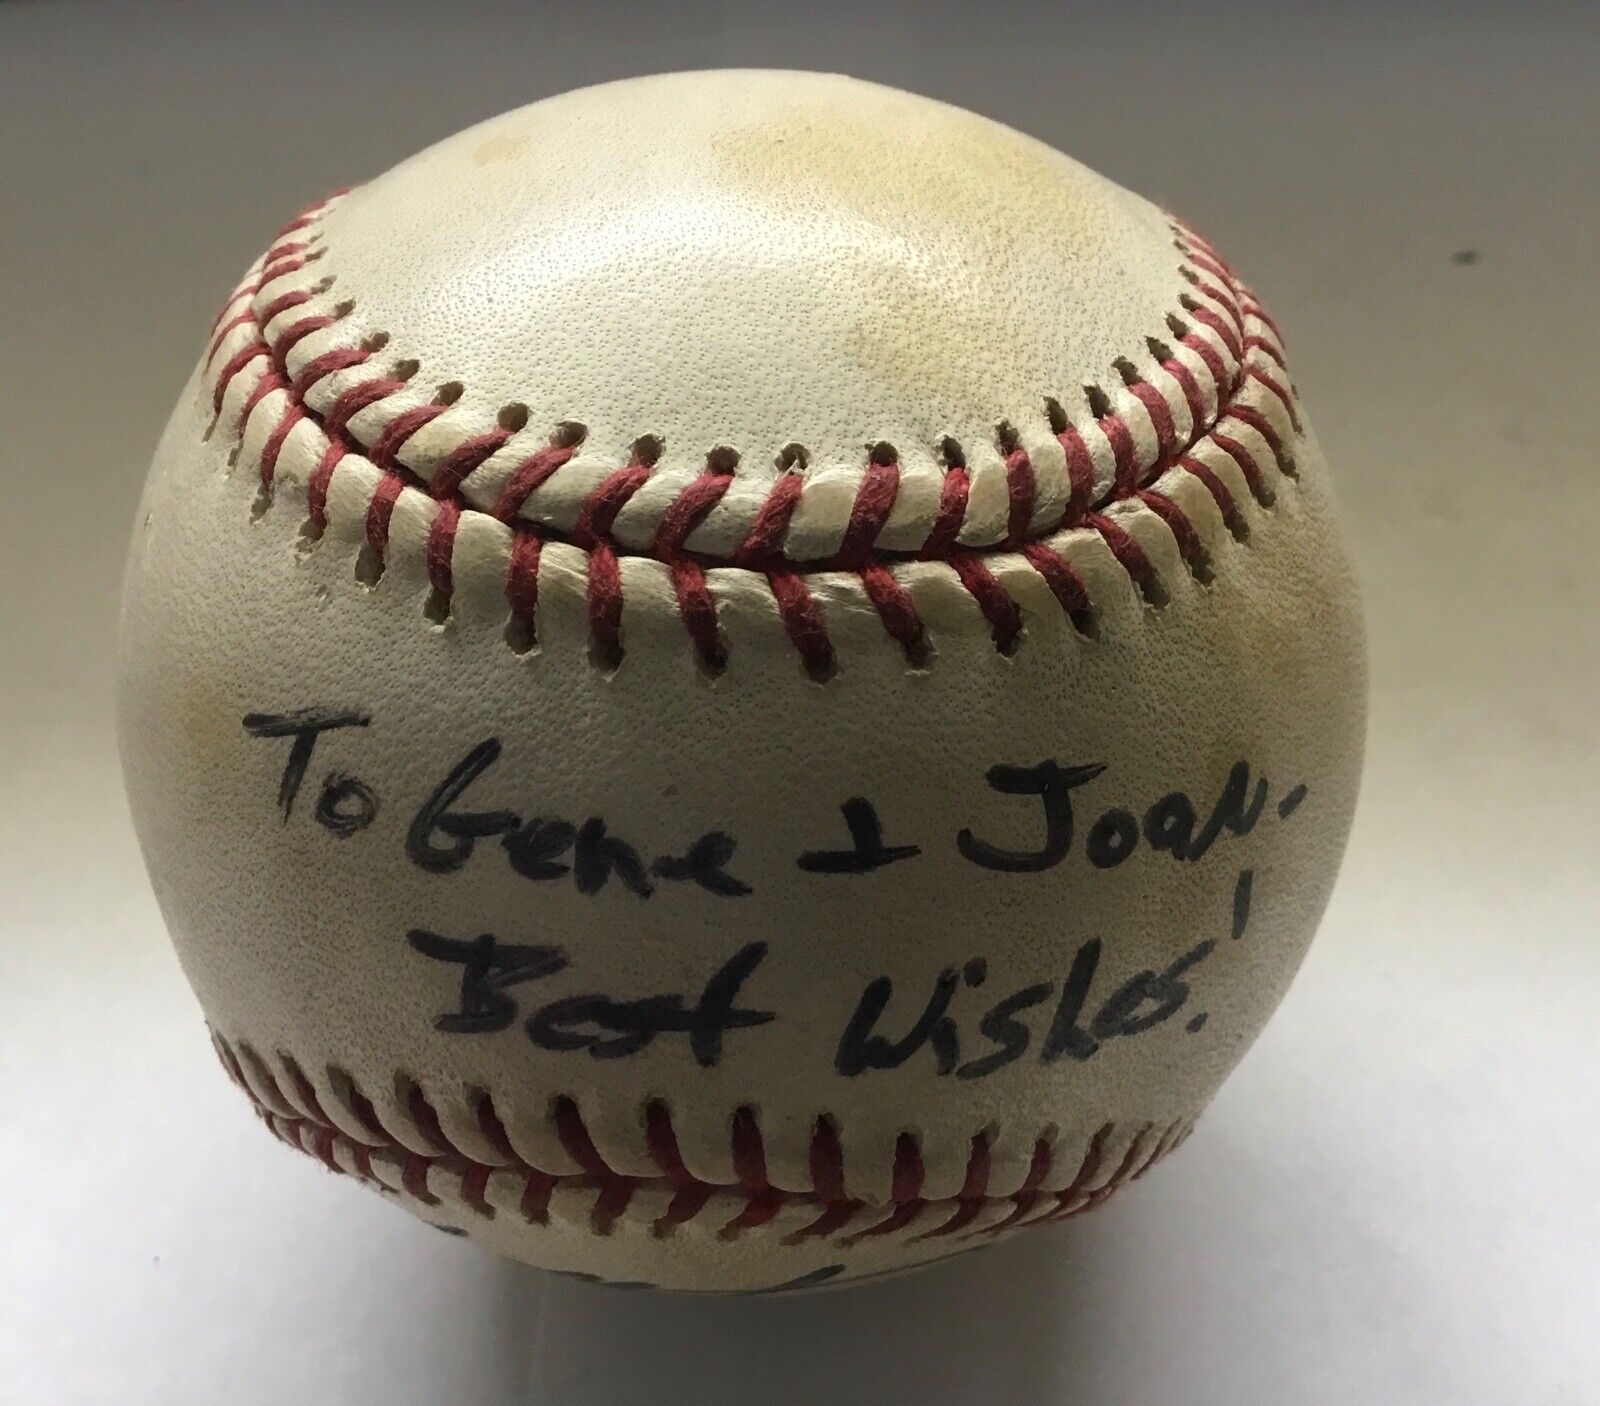 To Gene + Joan.
Best Wishes!